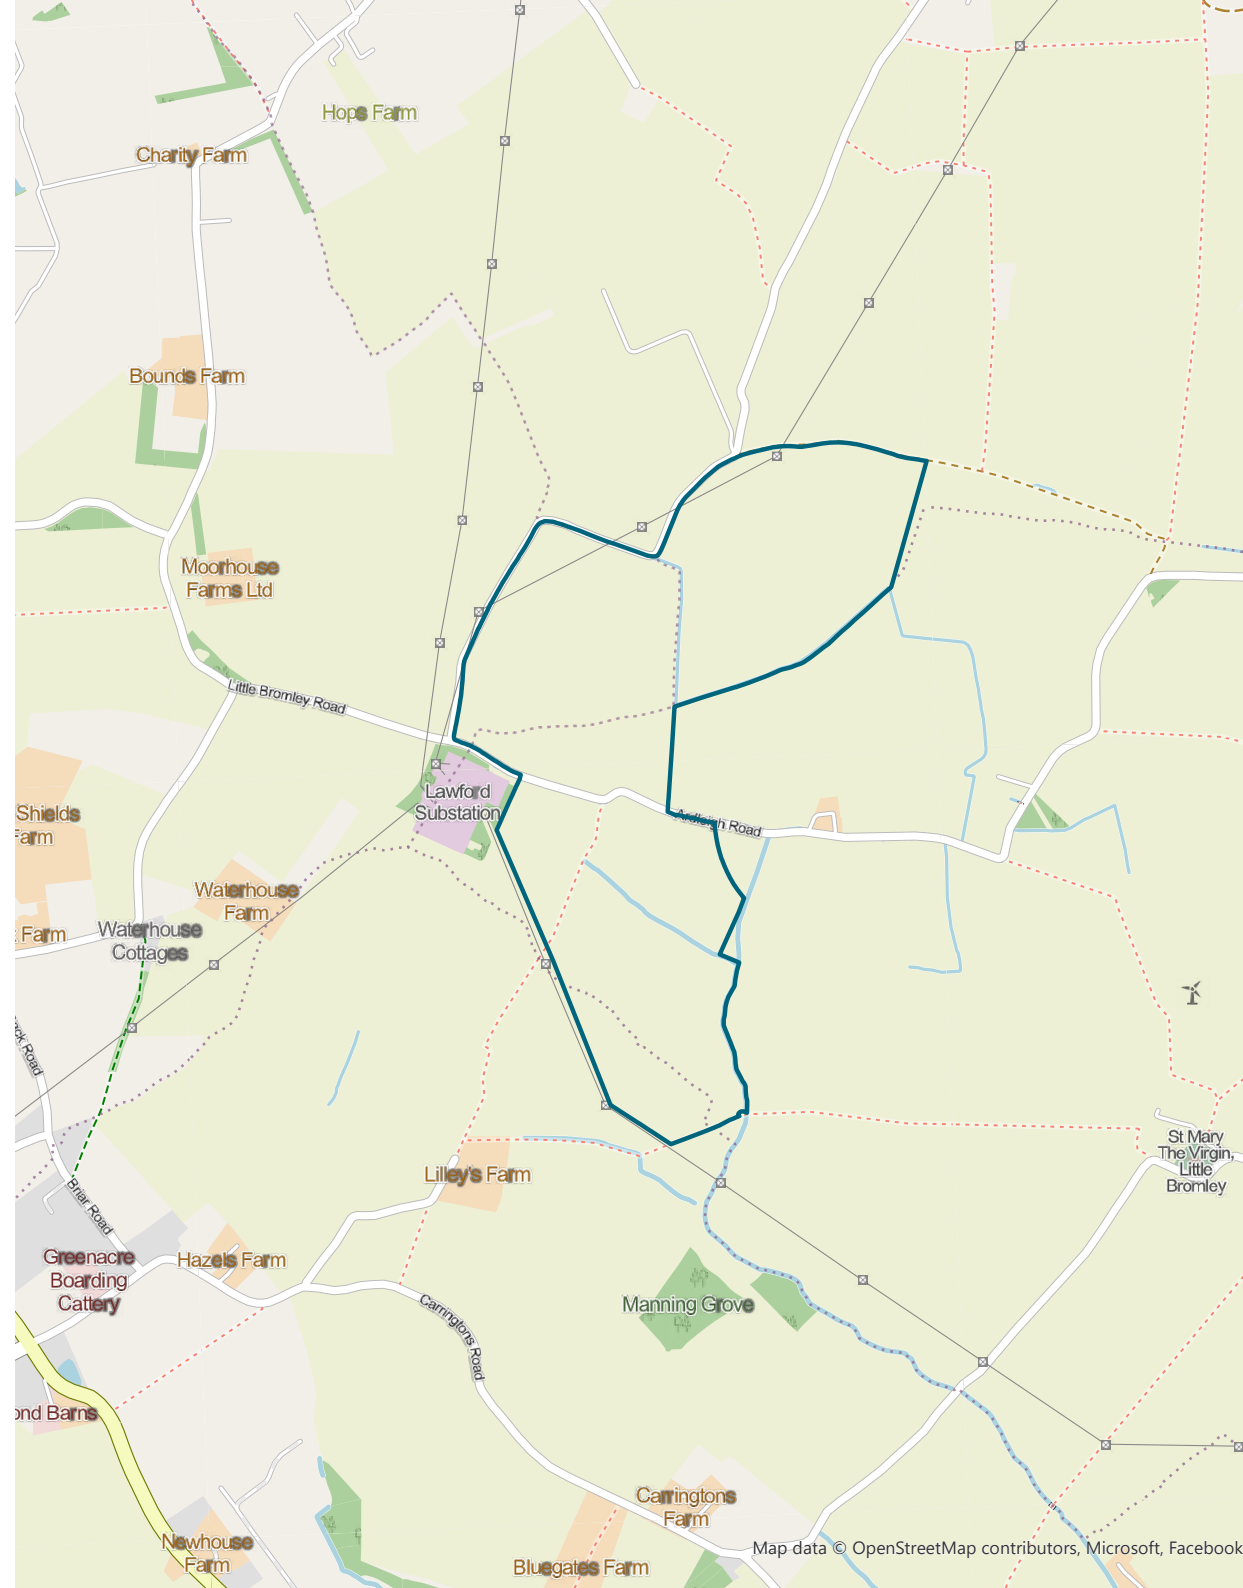 Hops Farm
Charity Farm
Bounds Farm
Moorhouse
Farms Ltd
Little Bromley Road
Lawford
Substation
Ardleigh Road
Shields
Farm
Waterhouse
Farm
Farm
Waterhouse
Cottages
Road
Lilley's Farm
Briar Road
St Mary
The Virgin,
Little
Bromley
Greenacre
Boarding
Cattery
Hazels Farm
Carringtons Road
Manning Grove
ond Barns
Carringtons
Farm
Newhouse
Farm
Bluegates Farm
Map data © OpenStreetMap contributors, Microsoft, Facebook